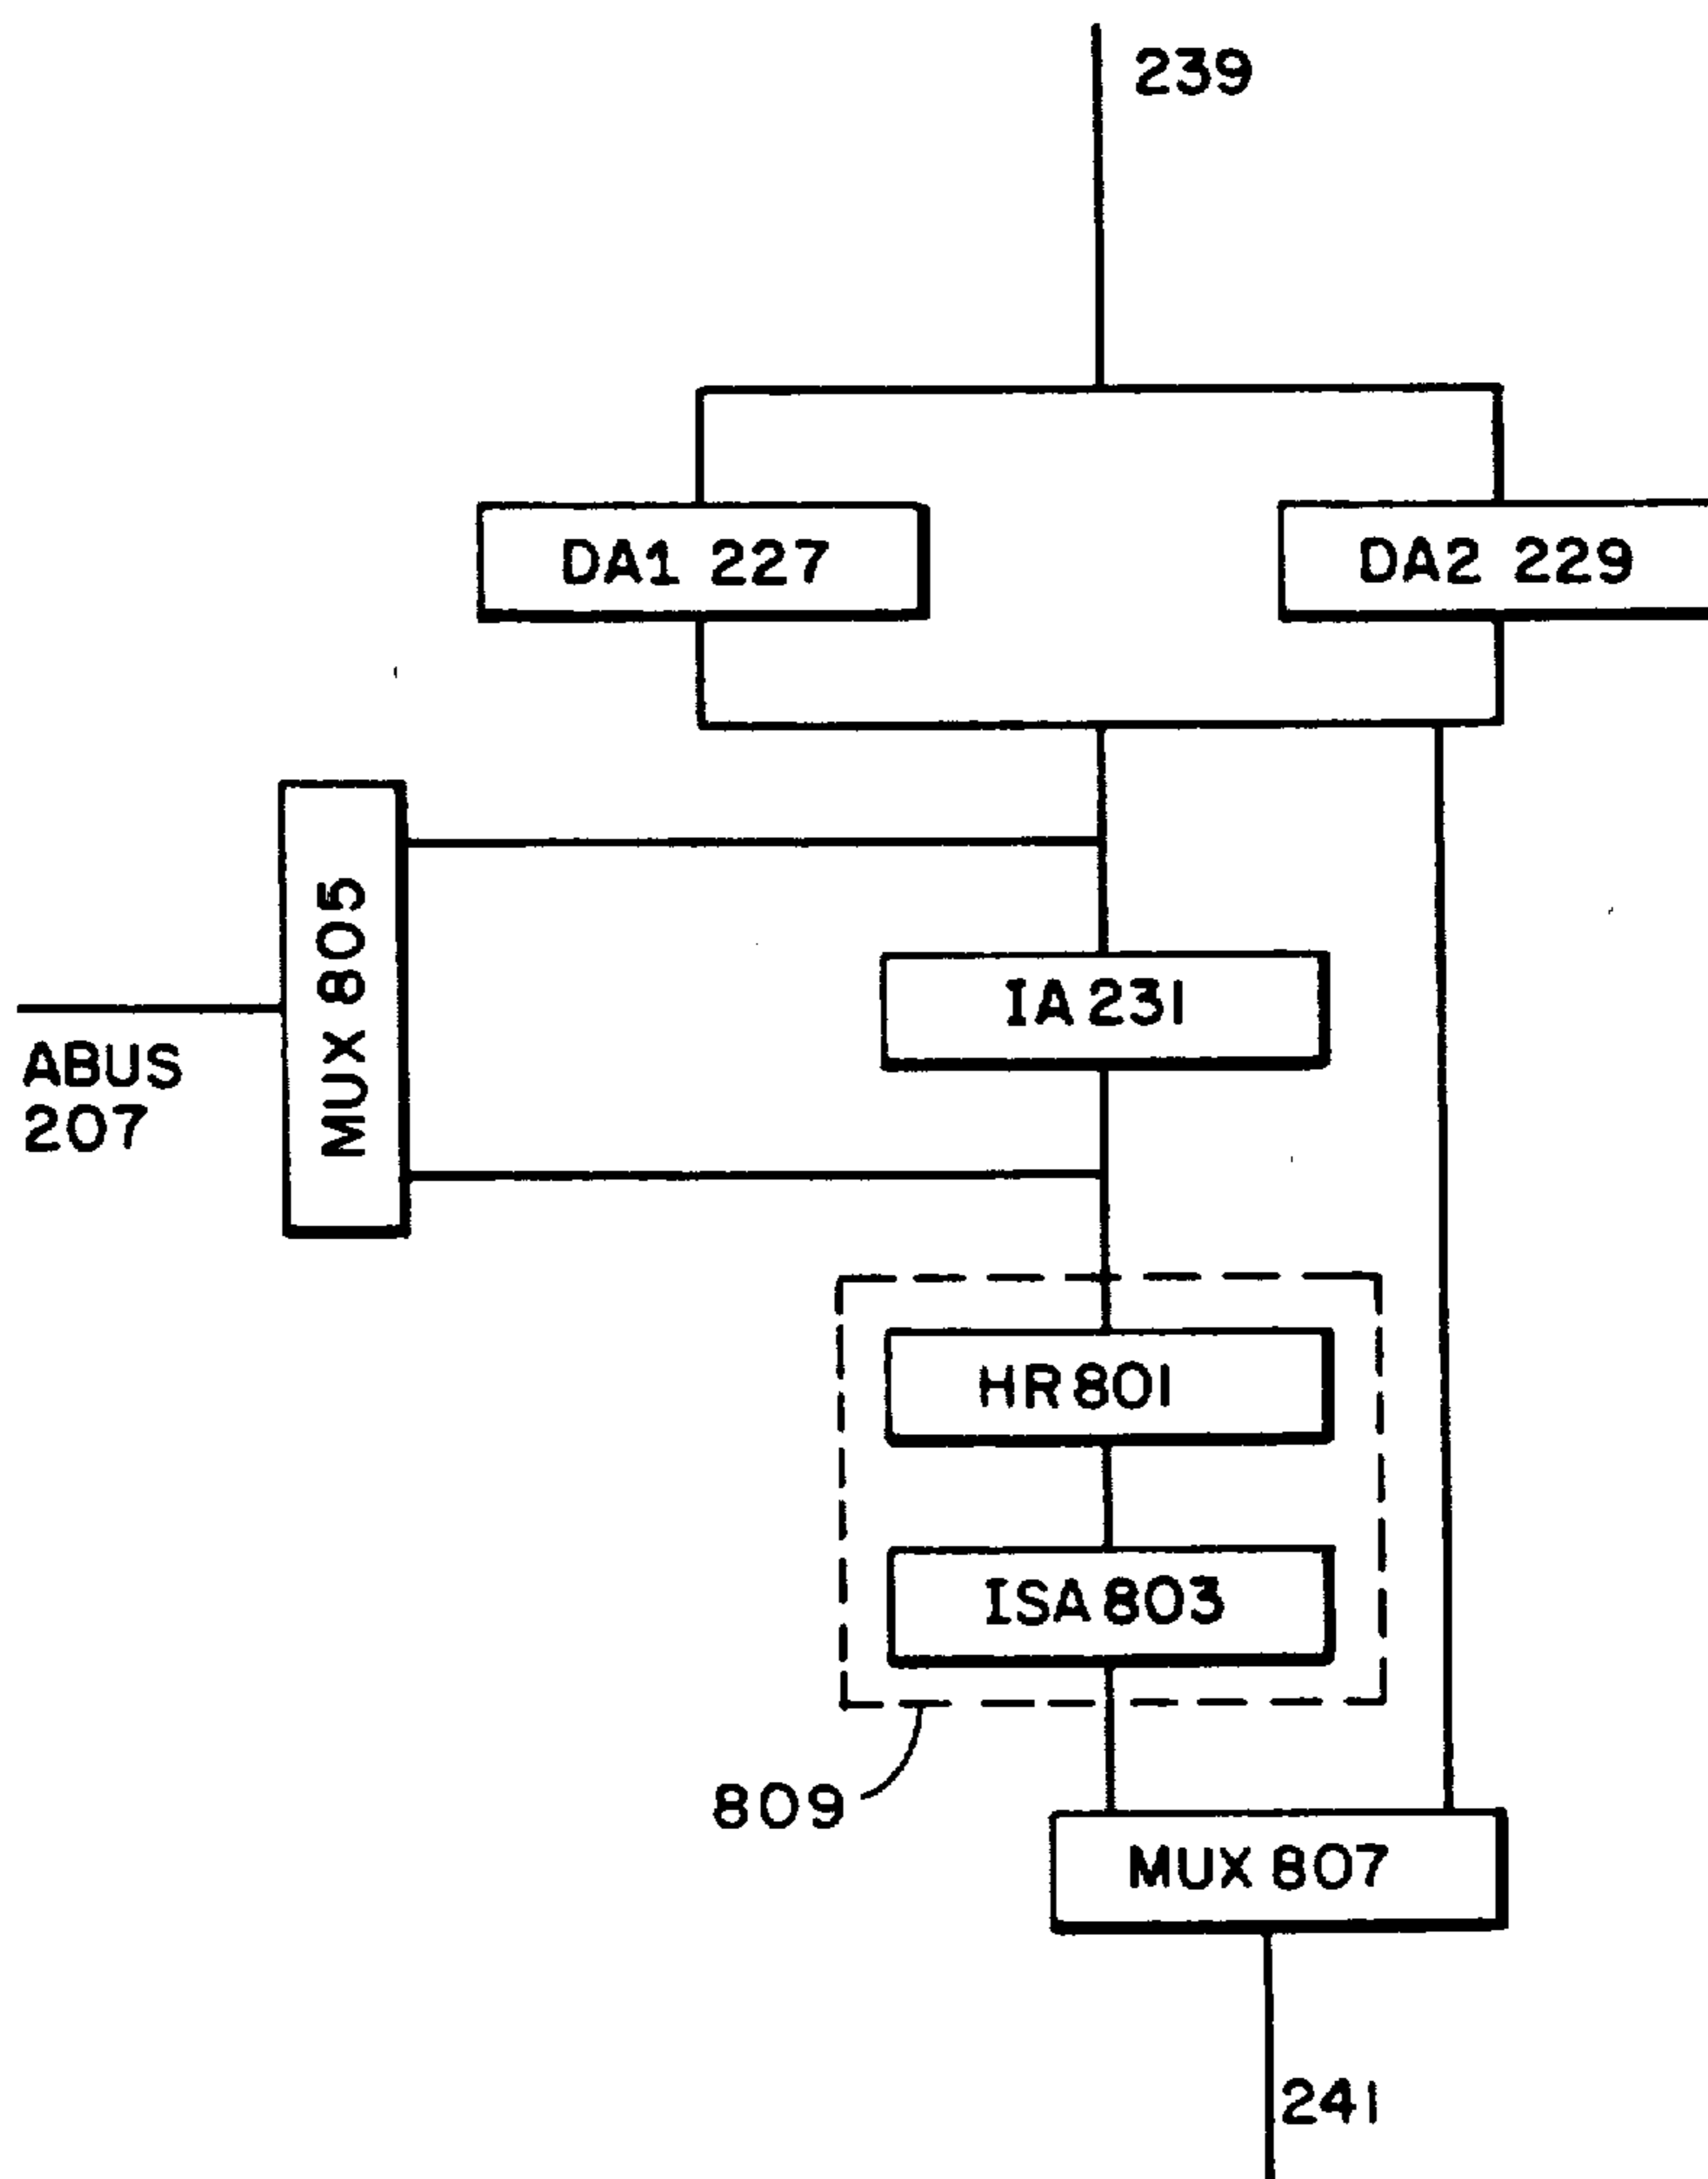 239
DA1 227
DA2 229
MUX 805
IA 231
ABUS
207
HR 801
ISA 803
809
MUX 807
241